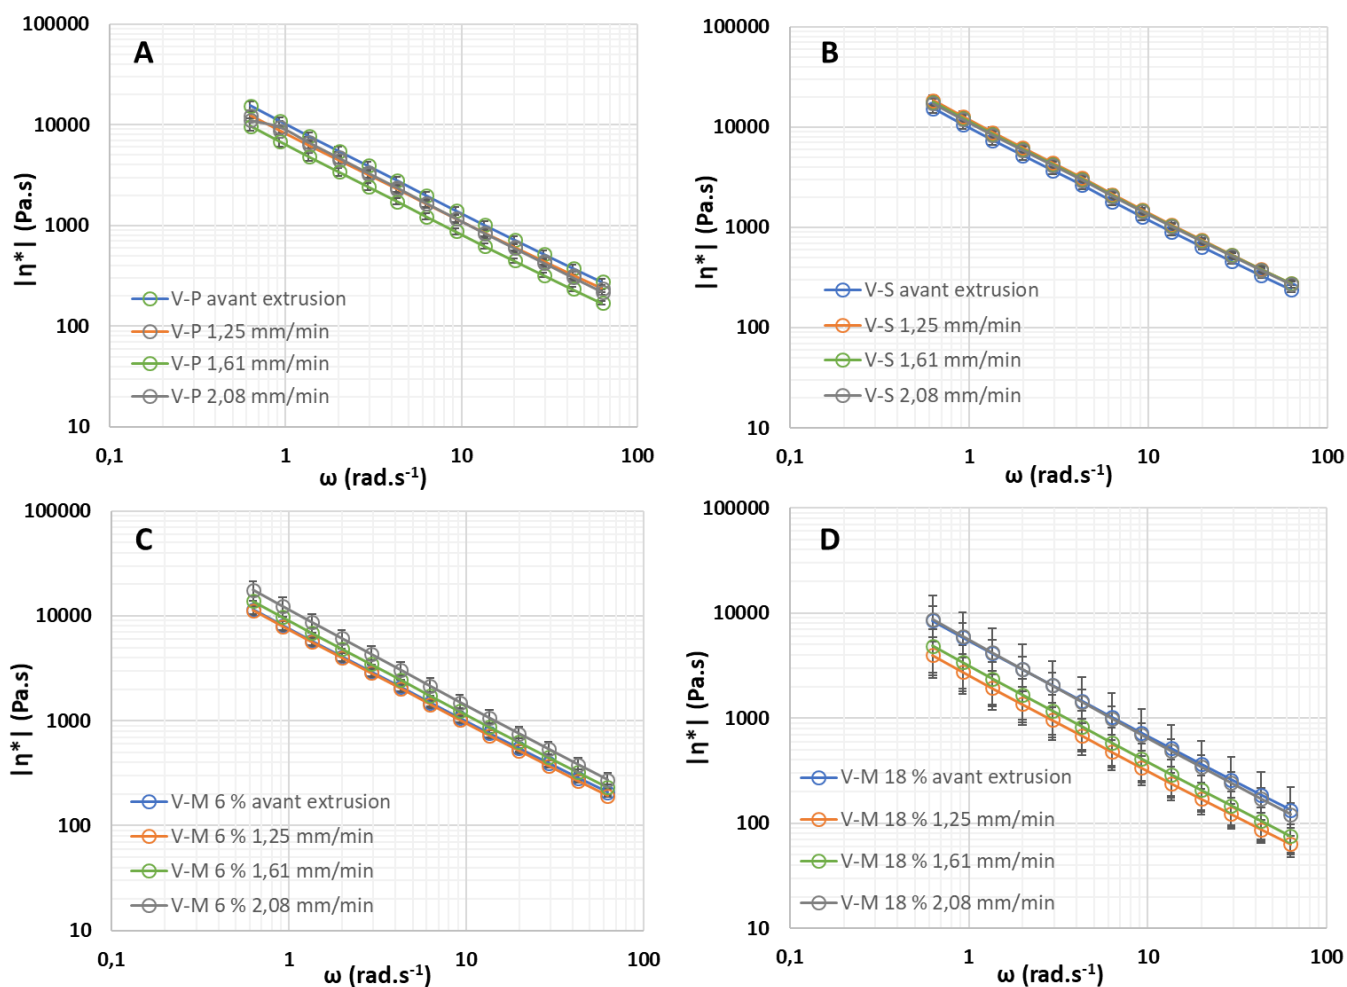 A
100000
10000
1000
100
10
|η*| (Pa.s)
V-P avant extrusion
V-P 1,25 mm/min
V-P 1,61 mm/min
V-P 2,08 mm/min
0,1 1 10 100
ω (rad.s⁻¹)
B
100000
10000
1000
100
10
|η*| (Pa.s)
V-S avant extrusion
V-S 1,25 mm/min
V-S 1,61 mm/min
V-S 2,08 mm/min
0,1 1 10 100
ω (rad.s⁻¹)
C
100000
10000
1000
100
10
|η*| (Pa.s)
V-M 6 % avant extrusion
V-M 6 % 1,25 mm/min
V-M 6 % 1,61 mm/min
V-M 6 % 2,08 mm/min
0,1 1 10 100
ω (rad.s⁻¹)
D
100000
10000
1000
100
10
|η*| (Pa.s)
V-M 18 % avant extrusion
V-M 18 % 1,25 mm/min
V-M 18 % 1,61 mm/min
V-M 18 % 2,08 mm/min
0,1 1 10 100
ω (rad.s⁻¹)